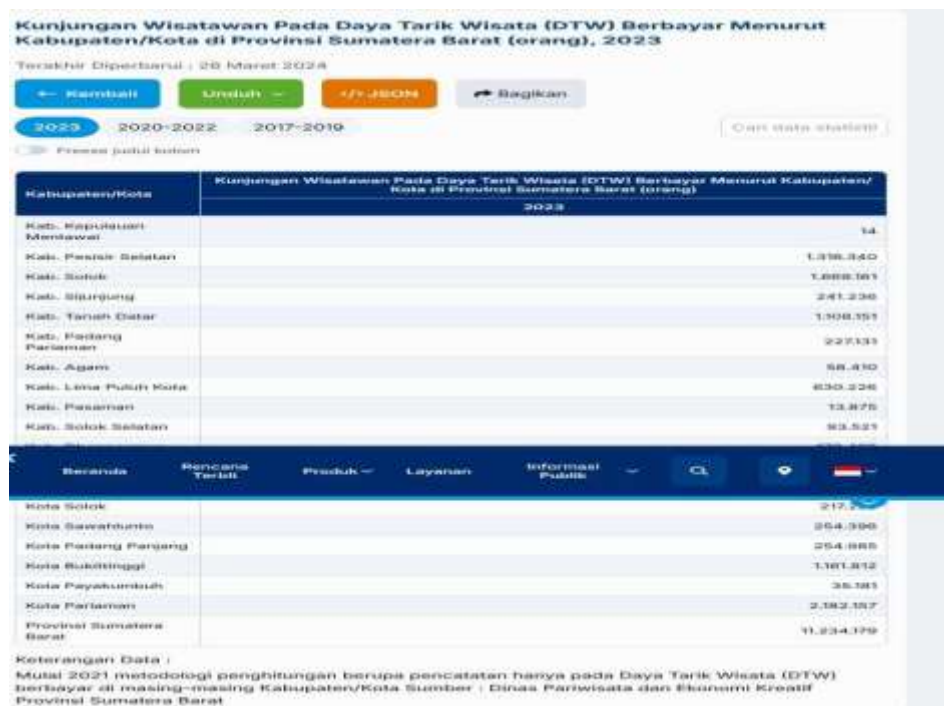 Kunjungan Wisatawan Pada Daya Tarik Wisata (DTW) Berbayar Menurut
Kabupaten/Kota di Provinsi Sumatera Barat (orang), 2023
Terakhir Diperbarui : 28 Maret 2024
← Kembali
Unduh
</> JSON
Bagikan
2023
2020-2022
2017-2019
Cari data statistik
Freeze judul kolom
Kabupaten/Kota
Kunjungan Wisatawan Pada Daya Tarik Wisata (DTW) Berbayar Menurut Kabupaten/
Kota di Provinsi Sumatera Barat (orang)
2023
Kab. Kepulauan
Mentawai
14
Kab. Pesisir Selatan
1.316.340
Kab. Solok
Kab. Sijunjung
241.236
Kab. Tanah Datar
1.108.151
Kab. Padang
Pariaman
227.131
Kab. Agam
58.410
Kab. Lima Puluh Kota
630.226
Kab. Pasaman
13.875
Kab. Solok Selatan
93.521
Beranda
Rencana
Terbit
Produk
Layanan
Informasi
Publik
Kota Solok
Kota Sawahlunto
254.396
Kota Padang Panjang
Kota Bukittinggi
1.161.812
Kota Payakumbuh
35.181
Kota Pariaman
2.182.157
Provinsi Sumatera
Barat
11.234.179
Keterangan Data :
Mulai 2021 metodologi penghitungan berupa pencatatan hanya pada Daya Tarik Wisata (DTW)
berbayar di masing-masing Kabupaten/Kota Sumber : Dinas Pariwisata dan Ekonomi Kreatif
Provinsi Sumatera Barat